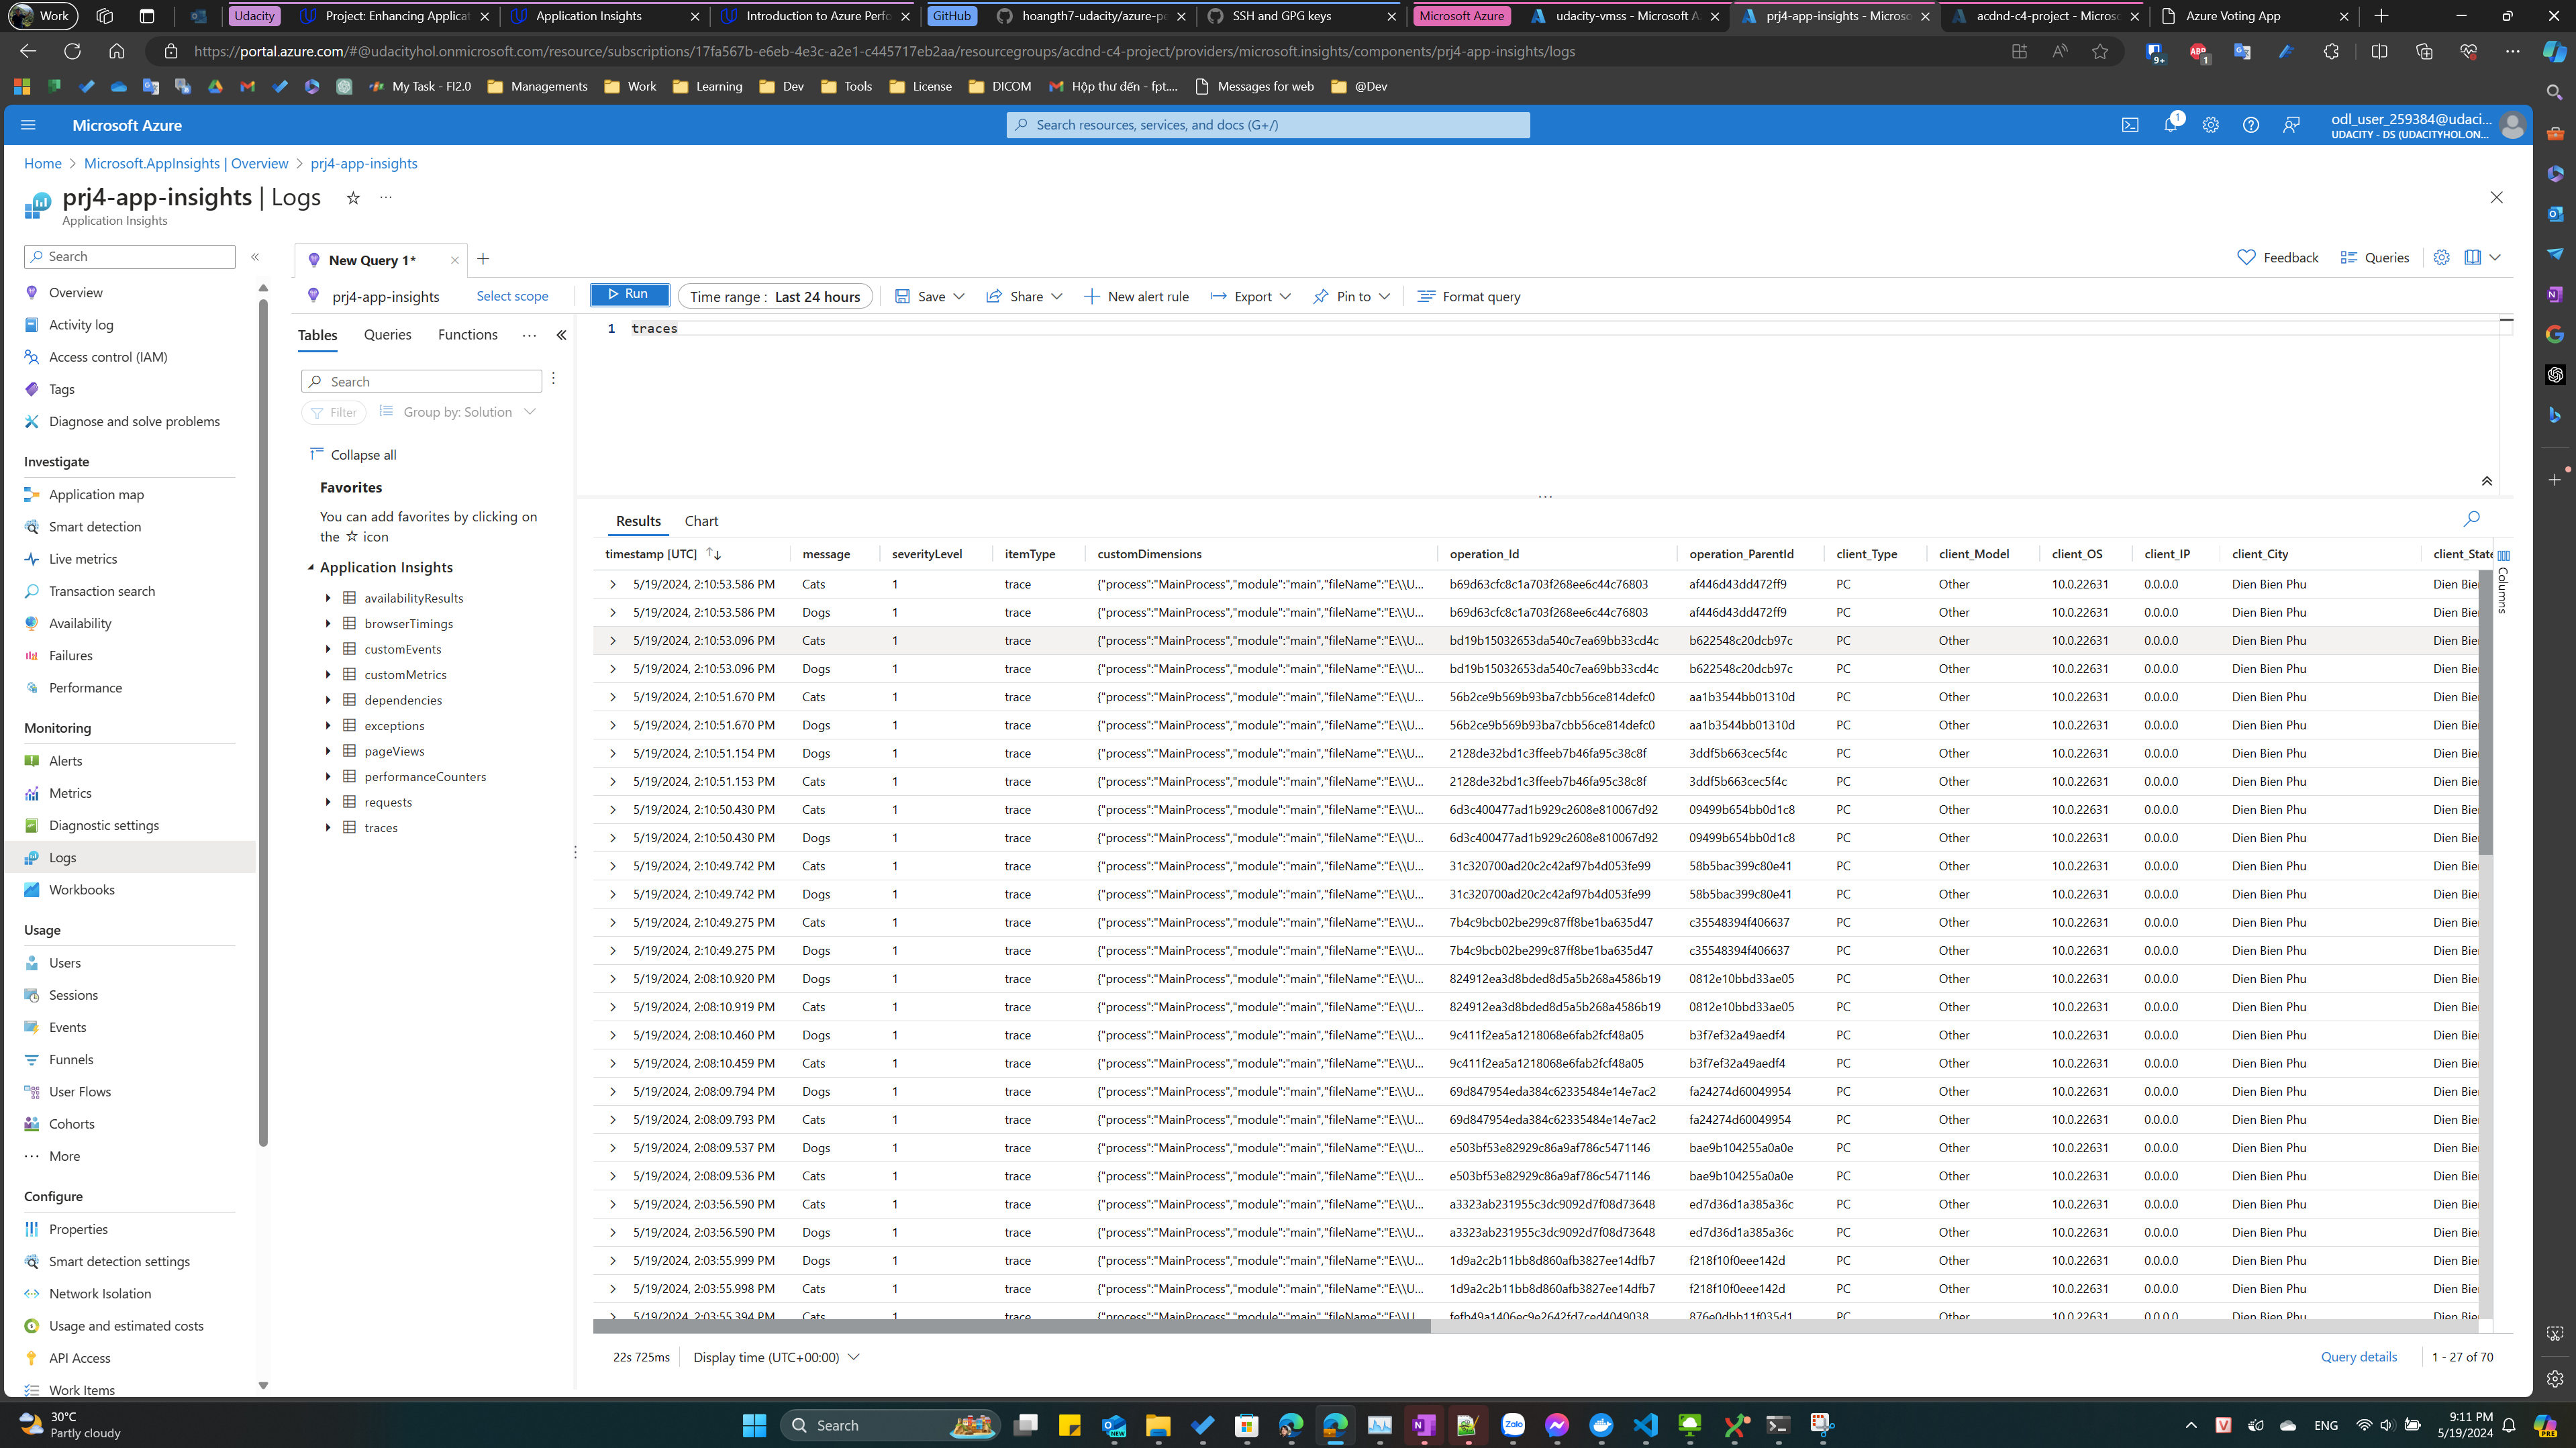 Work
Udacity
Project: Enhancing Applicat
Application Insights
Introduction to Azure Perfo
GitHub
hoangth7-udacity/azure-pe
SSH and GPG keys
Microsoft Azure
udacity-vmss - Microsoft A
prj4-app-insights - Microso
acdnd-c4-project - Microso
Azure Voting App
https://portal.azure.com/#@udacityhol.onmicrosoft.com/resource/subscriptions/17fa567b-e6eb-4e3c-a2e1-c445717eb2aa/resourcegroups/acdnd-c4-project/providers/microsoft.insights/components/prj4-app-insights/logs
My Task - FI2.0
Managements
Work
Learning
Dev
Tools
License
DICOM
Hộp thư đến - fpt....
Messages for web
@Dev
Microsoft Azure
Search resources, services, and docs (G+/)
1
odl_user_259384@udaci...
UDACITY - DS (UDACITYHOL.ON...
Home > Microsoft.AppInsights | Overview > prj4-app-insights
prj4-app-insights | Logs
Application Insights
Search
Overview
Activity log
Access control (IAM)
Tags
Diagnose and solve problems
Investigate
Application map
Smart detection
Live metrics
Transaction search
Availability
Failures
Performance
Monitoring
Alerts
Metrics
Diagnostic settings
Logs
Workbooks
Usage
Users
Sessions
Events
Funnels
User Flows
Cohorts
More
Configure
Properties
Smart detection settings
Network Isolation
Usage and estimated costs
API Access
Work Items
New Query 1*
Feedback
Queries
prj4-app-insights
Select scope
Run
Time range : Last 24 hours
Save
Share
New alert rule
Export
Pin to
Format query
Tables Queries Functions
Search
Filter
Group by: Solution
Collapse all
Favorites
You can add favorites by clicking on
the ☆ icon
Application Insights
availabilityResults
browserTimings
customEvents
customMetrics
dependencies
exceptions
pageViews
performanceCounters
requests
traces
1 traces
Results Chart
timestamp [UTC] message severityLevel itemType customDimensions operation_Id operation_ParentId client_Type client_Model client_OS client_IP client_City client_State
5/19/2024, 2:10:53.586 PM Cats 1 trace {"process":"MainProcess","module":"main","fileName":"E:\\U... b69d63cfc8c1a703f268ee6c44c76803 af446d43dd472ff9 PC Other 10.0.22631 0.0.0.0 Dien Bien Phu Dien Bien
5/19/2024, 2:10:53.586 PM Dogs 1 trace {"process":"MainProcess","module":"main","fileName":"E:\\U... b69d63cfc8c1a703f268ee6c44c76803 af446d43dd472ff9 PC Other 10.0.22631 0.0.0.0 Dien Bien Phu Dien Bien
5/19/2024, 2:10:53.096 PM Cats 1 trace {"process":"MainProcess","module":"main","fileName":"E:\\U... bd19b15032653da540c7ea69bb33cd4c b622548c20dcb97c PC Other 10.0.22631 0.0.0.0 Dien Bien Phu Dien Bien
5/19/2024, 2:10:53.096 PM Dogs 1 trace {"process":"MainProcess","module":"main","fileName":"E:\\U... bd19b15032653da540c7ea69bb33cd4c b622548c20dcb97c PC Other 10.0.22631 0.0.0.0 Dien Bien Phu Dien Bien
5/19/2024, 2:10:51.670 PM Cats 1 trace {"process":"MainProcess","module":"main","fileName":"E:\\U... 56b2ce9b569b93ba7cbb56ce814defc0 aa1b3544bb01310d PC Other 10.0.22631 0.0.0.0 Dien Bien Phu Dien Bien
5/19/2024, 2:10:51.670 PM Dogs 1 trace {"process":"MainProcess","module":"main","fileName":"E:\\U... 56b2ce9b569b93ba7cbb56ce814defc0 aa1b3544bb01310d PC Other 10.0.22631 0.0.0.0 Dien Bien Phu Dien Bien
5/19/2024, 2:10:51.154 PM Dogs 1 trace {"process":"MainProcess","module":"main","fileName":"E:\\U... 2128de32bd1c3ffeeb7b46fa95c38c8f 3ddf5b663cec5f4c PC Other 10.0.22631 0.0.0.0 Dien Bien Phu Dien Bien
5/19/2024, 2:10:51.153 PM Cats 1 trace {"process":"MainProcess","module":"main","fileName":"E:\\U... 2128de32bd1c3ffeeb7b46fa95c38c8f 3ddf5b663cec5f4c PC Other 10.0.22631 0.0.0.0 Dien Bien Phu Dien Bien
5/19/2024, 2:10:50.430 PM Cats 1 trace {"process":"MainProcess","module":"main","fileName":"E:\\U... 6d3c400477ad1b929c2608e810067d92 09499b654bb0d1c8 PC Other 10.0.22631 0.0.0.0 Dien Bien Phu Dien Bien
5/19/2024, 2:10:50.430 PM Dogs 1 trace {"process":"MainProcess","module":"main","fileName":"E:\\U... 6d3c400477ad1b929c2608e810067d92 09499b654bb0d1c8 PC Other 10.0.22631 0.0.0.0 Dien Bien Phu Dien Bien
5/19/2024, 2:10:49.742 PM Cats 1 trace {"process":"MainProcess","module":"main","fileName":"E:\\U... 31c320700ad20c2c42af97b4d053fe99 58b5bac399c80e41 PC Other 10.0.22631 0.0.0.0 Dien Bien Phu Dien Bien
5/19/2024, 2:10:49.742 PM Dogs 1 trace {"process":"MainProcess","module":"main","fileName":"E:\\U... 31c320700ad20c2c42af97b4d053fe99 58b5bac399c80e41 PC Other 10.0.22631 0.0.0.0 Dien Bien Phu Dien Bien
5/19/2024, 2:10:49.275 PM Cats 1 trace {"process":"MainProcess","module":"main","fileName":"E:\\U... 7b4c9bcb02be299c87ff8be1ba635d47 c35548394f406637 PC Other 10.0.22631 0.0.0.0 Dien Bien Phu Dien Bien
5/19/2024, 2:10:49.275 PM Dogs 1 trace {"process":"MainProcess","module":"main","fileName":"E:\\U... 7b4c9bcb02be299c87ff8be1ba635d47 c35548394f406637 PC Other 10.0.22631 0.0.0.0 Dien Bien Phu Dien Bien
5/19/2024, 2:08:10.920 PM Dogs 1 trace {"process":"MainProcess","module":"main","fileName":"E:\\U... 824912ea3d8bded8d5a5b268a4586b19 0812e10bbd33ae05 PC Other 10.0.22631 0.0.0.0 Dien Bien Phu Dien Bien
5/19/2024, 2:08:10.919 PM Cats 1 trace {"process":"MainProcess","module":"main","fileName":"E:\\U... 824912ea3d8bded8d5a5b268a4586b19 0812e10bbd33ae05 PC Other 10.0.22631 0.0.0.0 Dien Bien Phu Dien Bien
5/19/2024, 2:08:10.460 PM Dogs 1 trace {"process":"MainProcess","module":"main","fileName":"E:\\U... 9c411f2ea5a1218068e6fab2fcf48a05 b3f7ef32a49aedf4 PC Other 10.0.22631 0.0.0.0 Dien Bien Phu Dien Bien
5/19/2024, 2:08:10.459 PM Cats 1 trace {"process":"MainProcess","module":"main","fileName":"E:\\U... 9c411f2ea5a1218068e6fab2fcf48a05 b3f7ef32a49aedf4 PC Other 10.0.22631 0.0.0.0 Dien Bien Phu Dien Bien
5/19/2024, 2:08:09.794 PM Dogs 1 trace {"process":"MainProcess","module":"main","fileName":"E:\\U... 69d847954eda384c62335484e14e7ac2 fa24274d60049954 PC Other 10.0.22631 0.0.0.0 Dien Bien Phu Dien Bien
5/19/2024, 2:08:09.793 PM Cats 1 trace {"process":"MainProcess","module":"main","fileName":"E:\\U... 69d847954eda384c62335484e14e7ac2 fa24274d60049954 PC Other 10.0.22631 0.0.0.0 Dien Bien Phu Dien Bien
5/19/2024, 2:08:09.537 PM Dogs 1 trace {"process":"MainProcess","module":"main","fileName":"E:\\U... e503bf53e82929c86a9af786c5471146 bae9b104255a0a0e PC Other 10.0.22631 0.0.0.0 Dien Bien Phu Dien Bien
5/19/2024, 2:08:09.536 PM Cats 1 trace {"process":"MainProcess","module":"main","fileName":"E:\\U... e503bf53e82929c86a9af786c5471146 bae9b104255a0a0e PC Other 10.0.22631 0.0.0.0 Dien Bien Phu Dien Bien
5/19/2024, 2:03:56.590 PM Cats 1 trace {"process":"MainProcess","module":"main","fileName":"E:\\U... a3323ab231955c3dc9092d7f08d73648 ed7d36d1a385a36c PC Other 10.0.22631 0.0.0.0 Dien Bien Phu Dien Bien
5/19/2024, 2:03:56.590 PM Dogs 1 trace {"process":"MainProcess","module":"main","fileName":"E:\\U... a3323ab231955c3dc9092d7f08d73648 ed7d36d1a385a36c PC Other 10.0.22631 0.0.0.0 Dien Bien Phu Dien Bien
5/19/2024, 2:03:55.999 PM Dogs 1 trace {"process":"MainProcess","module":"main","fileName":"E:\\U... 1d9a2c2b11bb8d860afb3827ee14dfb7 f218f10f0eee142d PC Other 10.0.22631 0.0.0.0 Dien Bien Phu Dien Bien
5/19/2024, 2:03:55.998 PM Cats 1 trace {"process":"MainProcess","module":"main","fileName":"E:\\U... 1d9a2c2b11bb8d860afb3827ee14dfb7 f218f10f0eee142d PC Other 10.0.22631 0.0.0.0 Dien Bien Phu Dien Bien
5/19/2024, 2:03:55.394 PM Cats 1 trace {"process":"MainProcess","module":"main","fileName":"E:\\U... fefb49a1406ec9e2642fd7ced4049038 876e0dbb11f035d1 PC Other 10.0.22631 0.0.0.0 Dien Bien Phu Dien Bien
Columns
22s 725ms
Display time (UTC+00:00)
Query details
1 - 27 of 70
30°C
Partly cloudy
Search
ENG
9:11 PM
5/19/2024